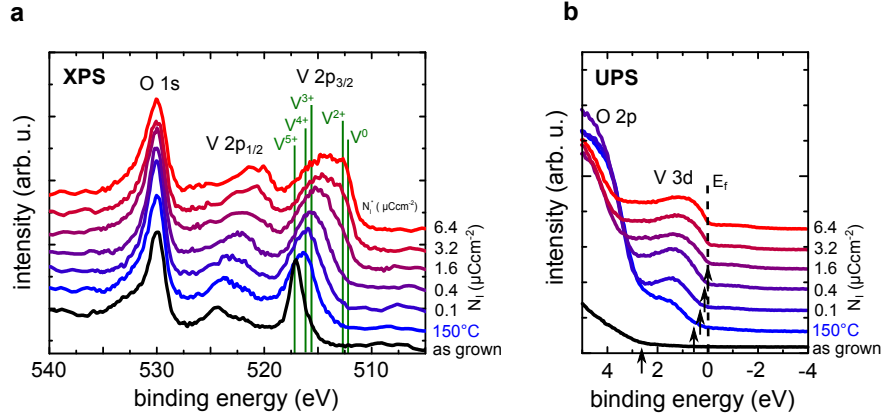 a
XPS
O 1s
V 2p1/2
V 2p3/2
V5+
V4+
V3+
V2+
V0
NI* (µCcm-2)
6.4
3.2
1.6
0.4
0.1
150°C
as grown
NI (µCcm-2)
intensity (arb. u.)
540 530 520 510
binding energy (eV)
b
UPS
O 2p
V 3d
Ef
6.4
3.2
1.6
0.4
0.1
150°C
as grown
NI (µCcm-2)
intensity (arb. u.)
4 2 0 -2 -4
binding energy (eV)